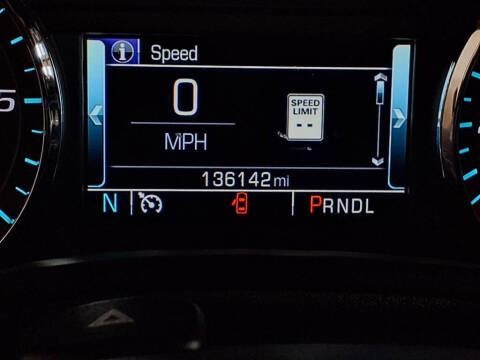 Speed
0
MPH
SPEED
LIMIT
--
136142 mi
N
PRNDL